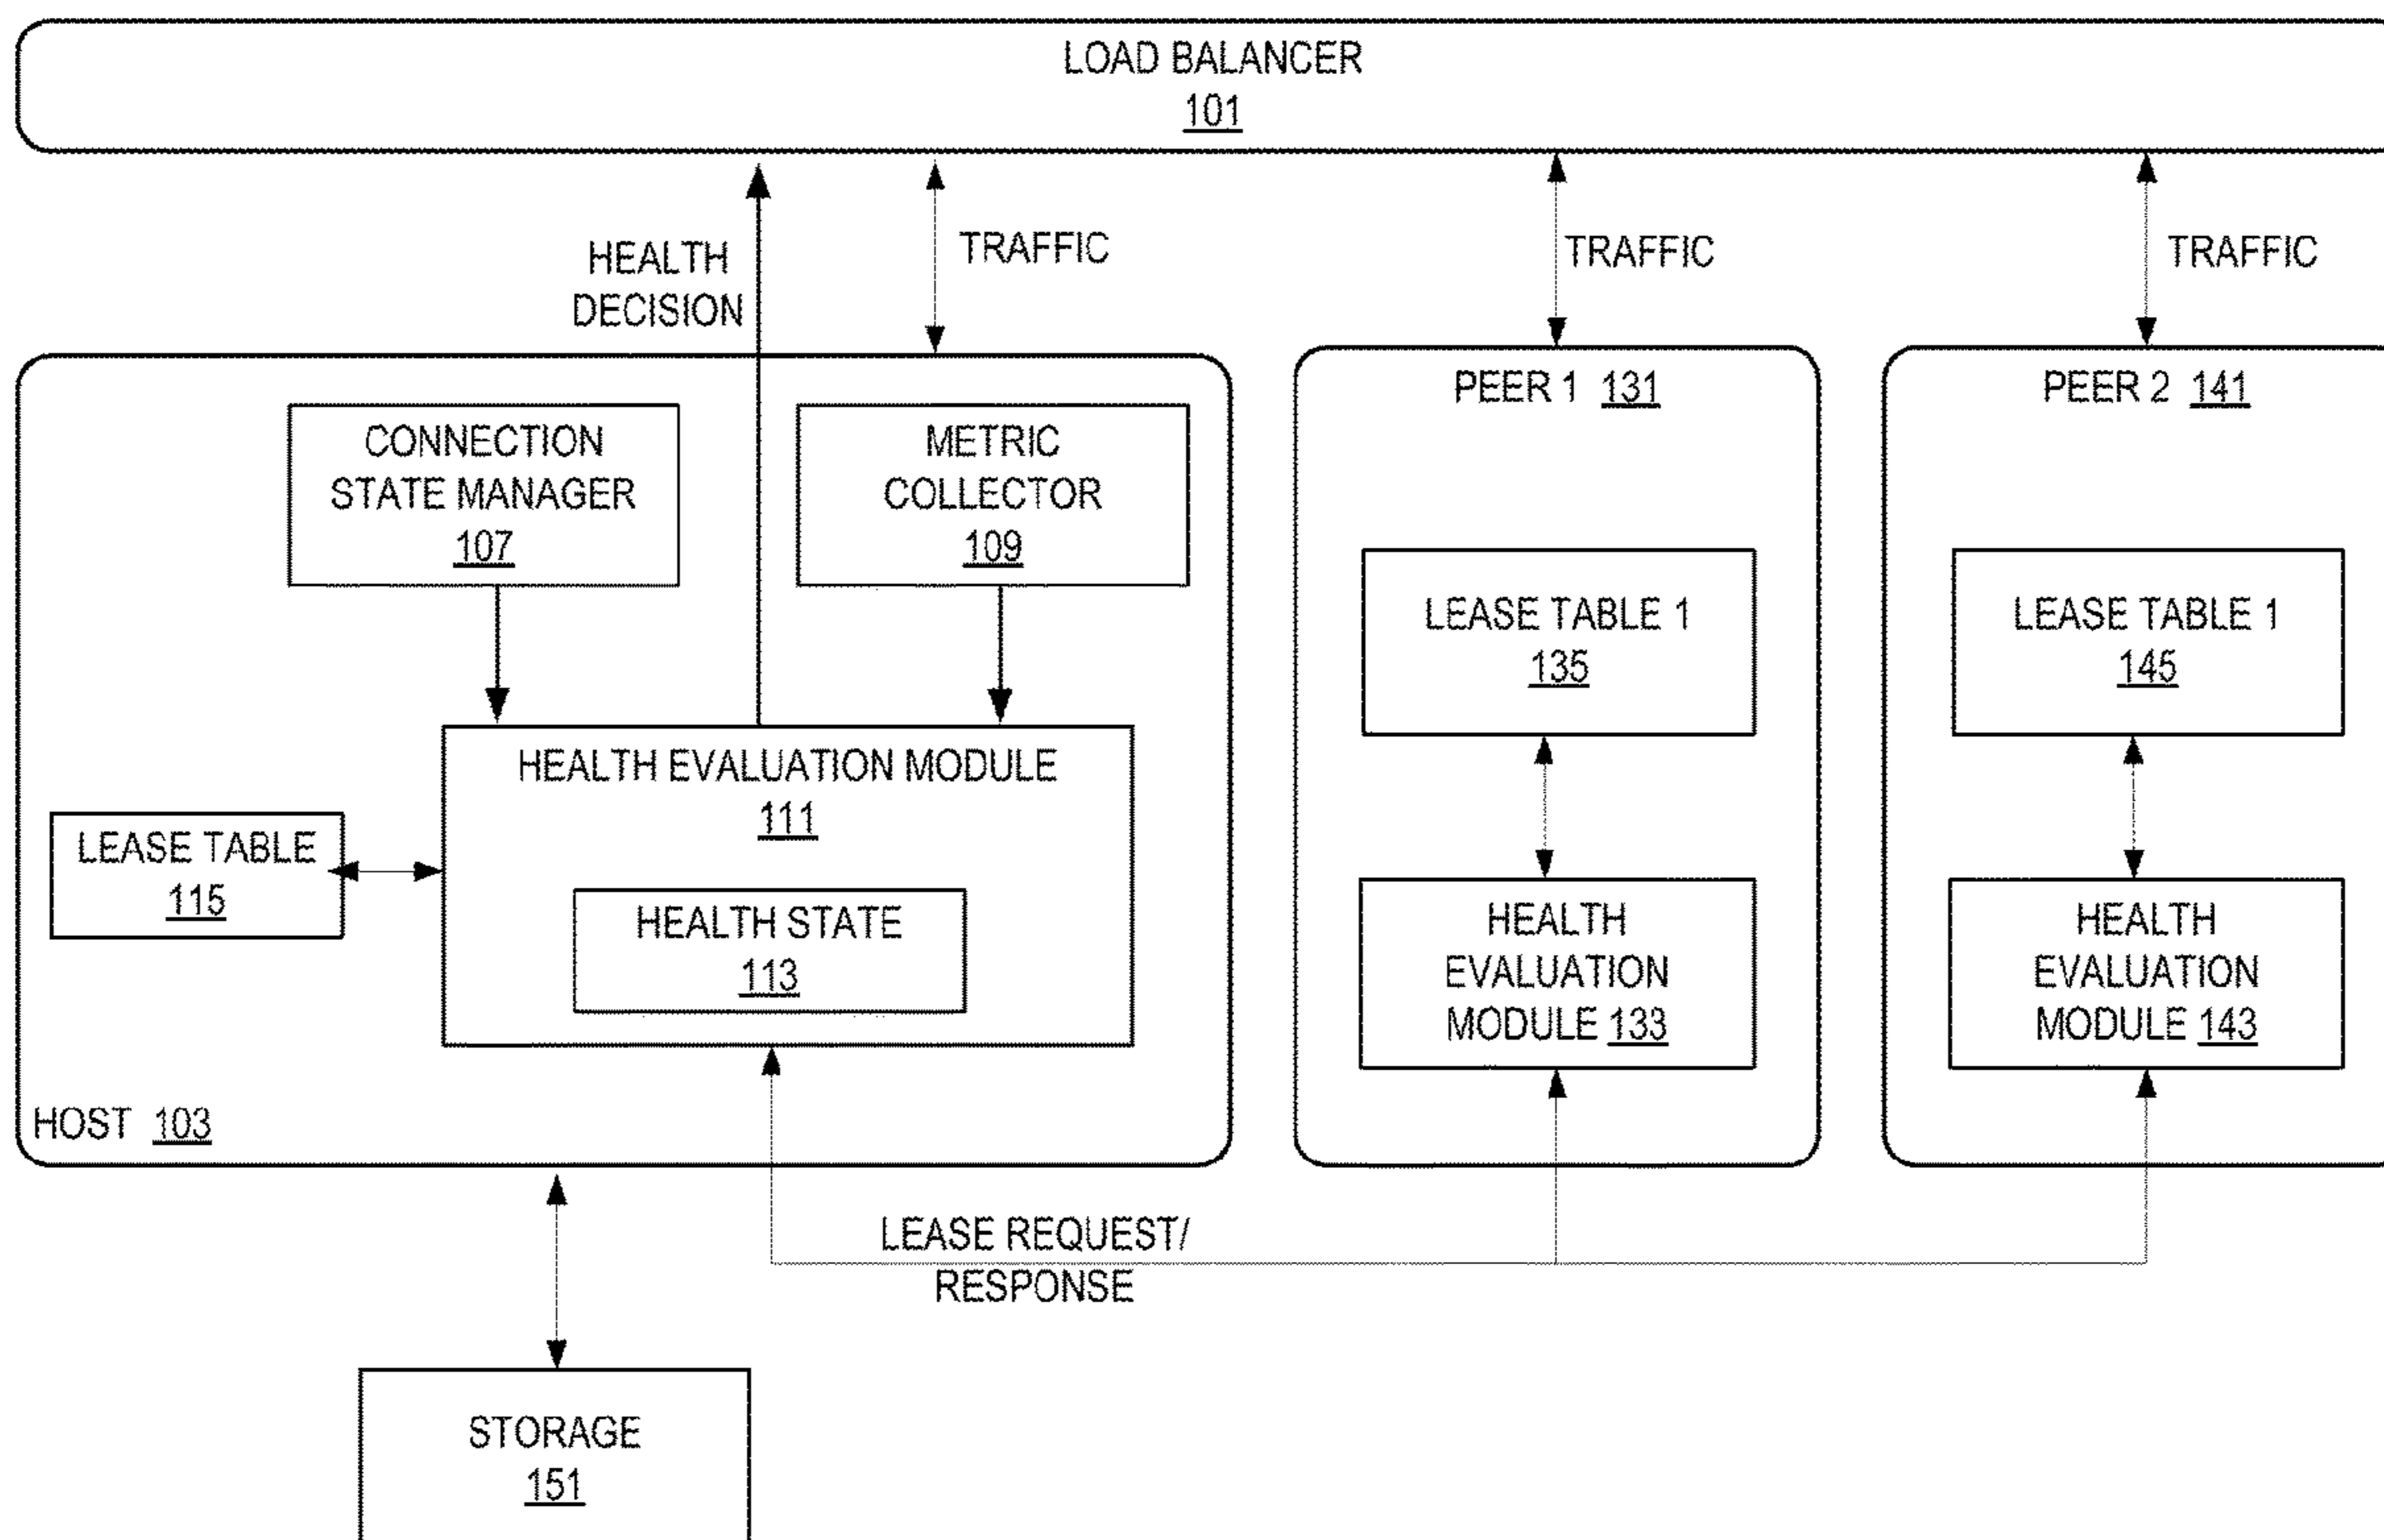 LOAD BALANCER
101
HEALTH
DECISION
TRAFFIC
TRAFFIC
TRAFFIC
CONNECTION
STATE MANAGER
107
METRIC
COLLECTOR
109
HEALTH EVALUATION MODULE
111
HEALTH STATE
113
LEASE TABLE
115
HOST 103
PEER 1 131
LEASE TABLE 1
135
HEALTH
EVALUATION
MODULE 133
PEER 2 141
LEASE TABLE 1
145
HEALTH
EVALUATION
MODULE 143
LEASE REQUEST/
RESPONSE
STORAGE
151